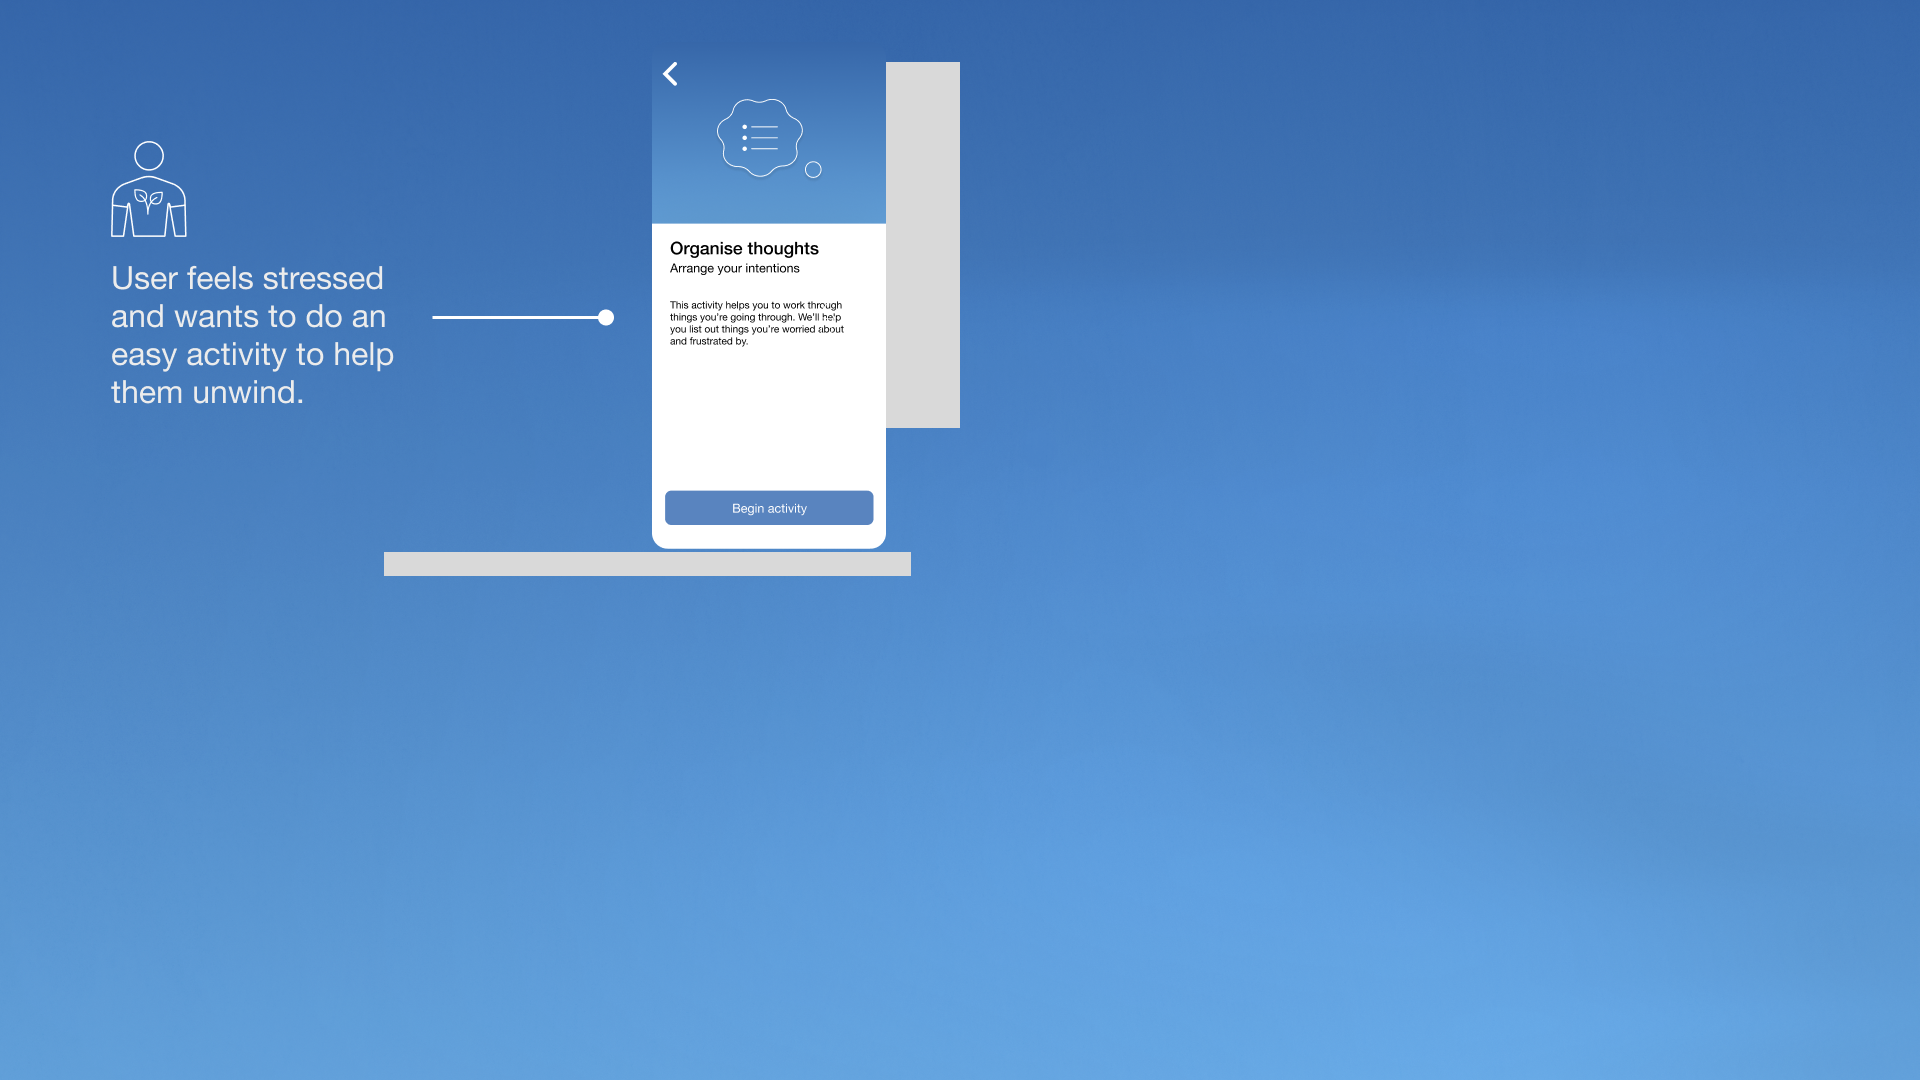 User feels stressed
and wants to do an
easy activity to help
them unwind.
Organise thoughts
Arrange your intentions
This activity helps you to work through
things you're going through. We'll help
you list out things you're worried about
and frustrated by.
Begin activity